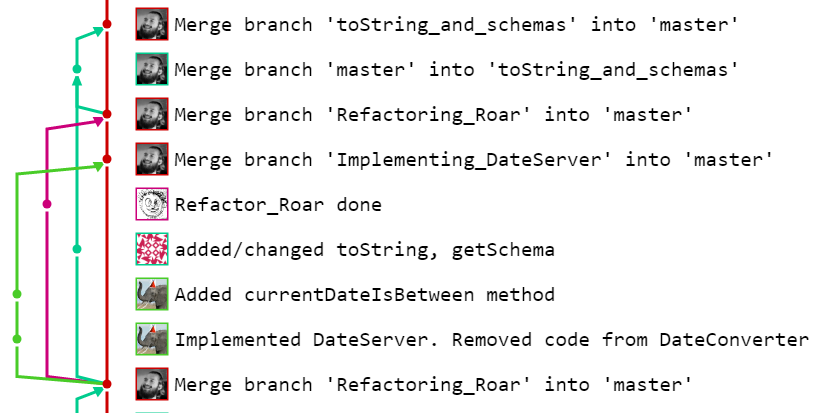 Merge branch 'toString_and_schemas' into 'master'
Merge branch 'master' into 'toString_and_schemas'
Merge branch 'Refactoring_Roar' into 'master'
Merge branch 'Implementing_DateServer' into 'master'
Refactor_Roar done
added/changed toString, getSchema
Added currentDateIsBetween method
Implemented DateServer. Removed code from DateConverter
Merge branch 'Refactoring_Roar' into 'master'